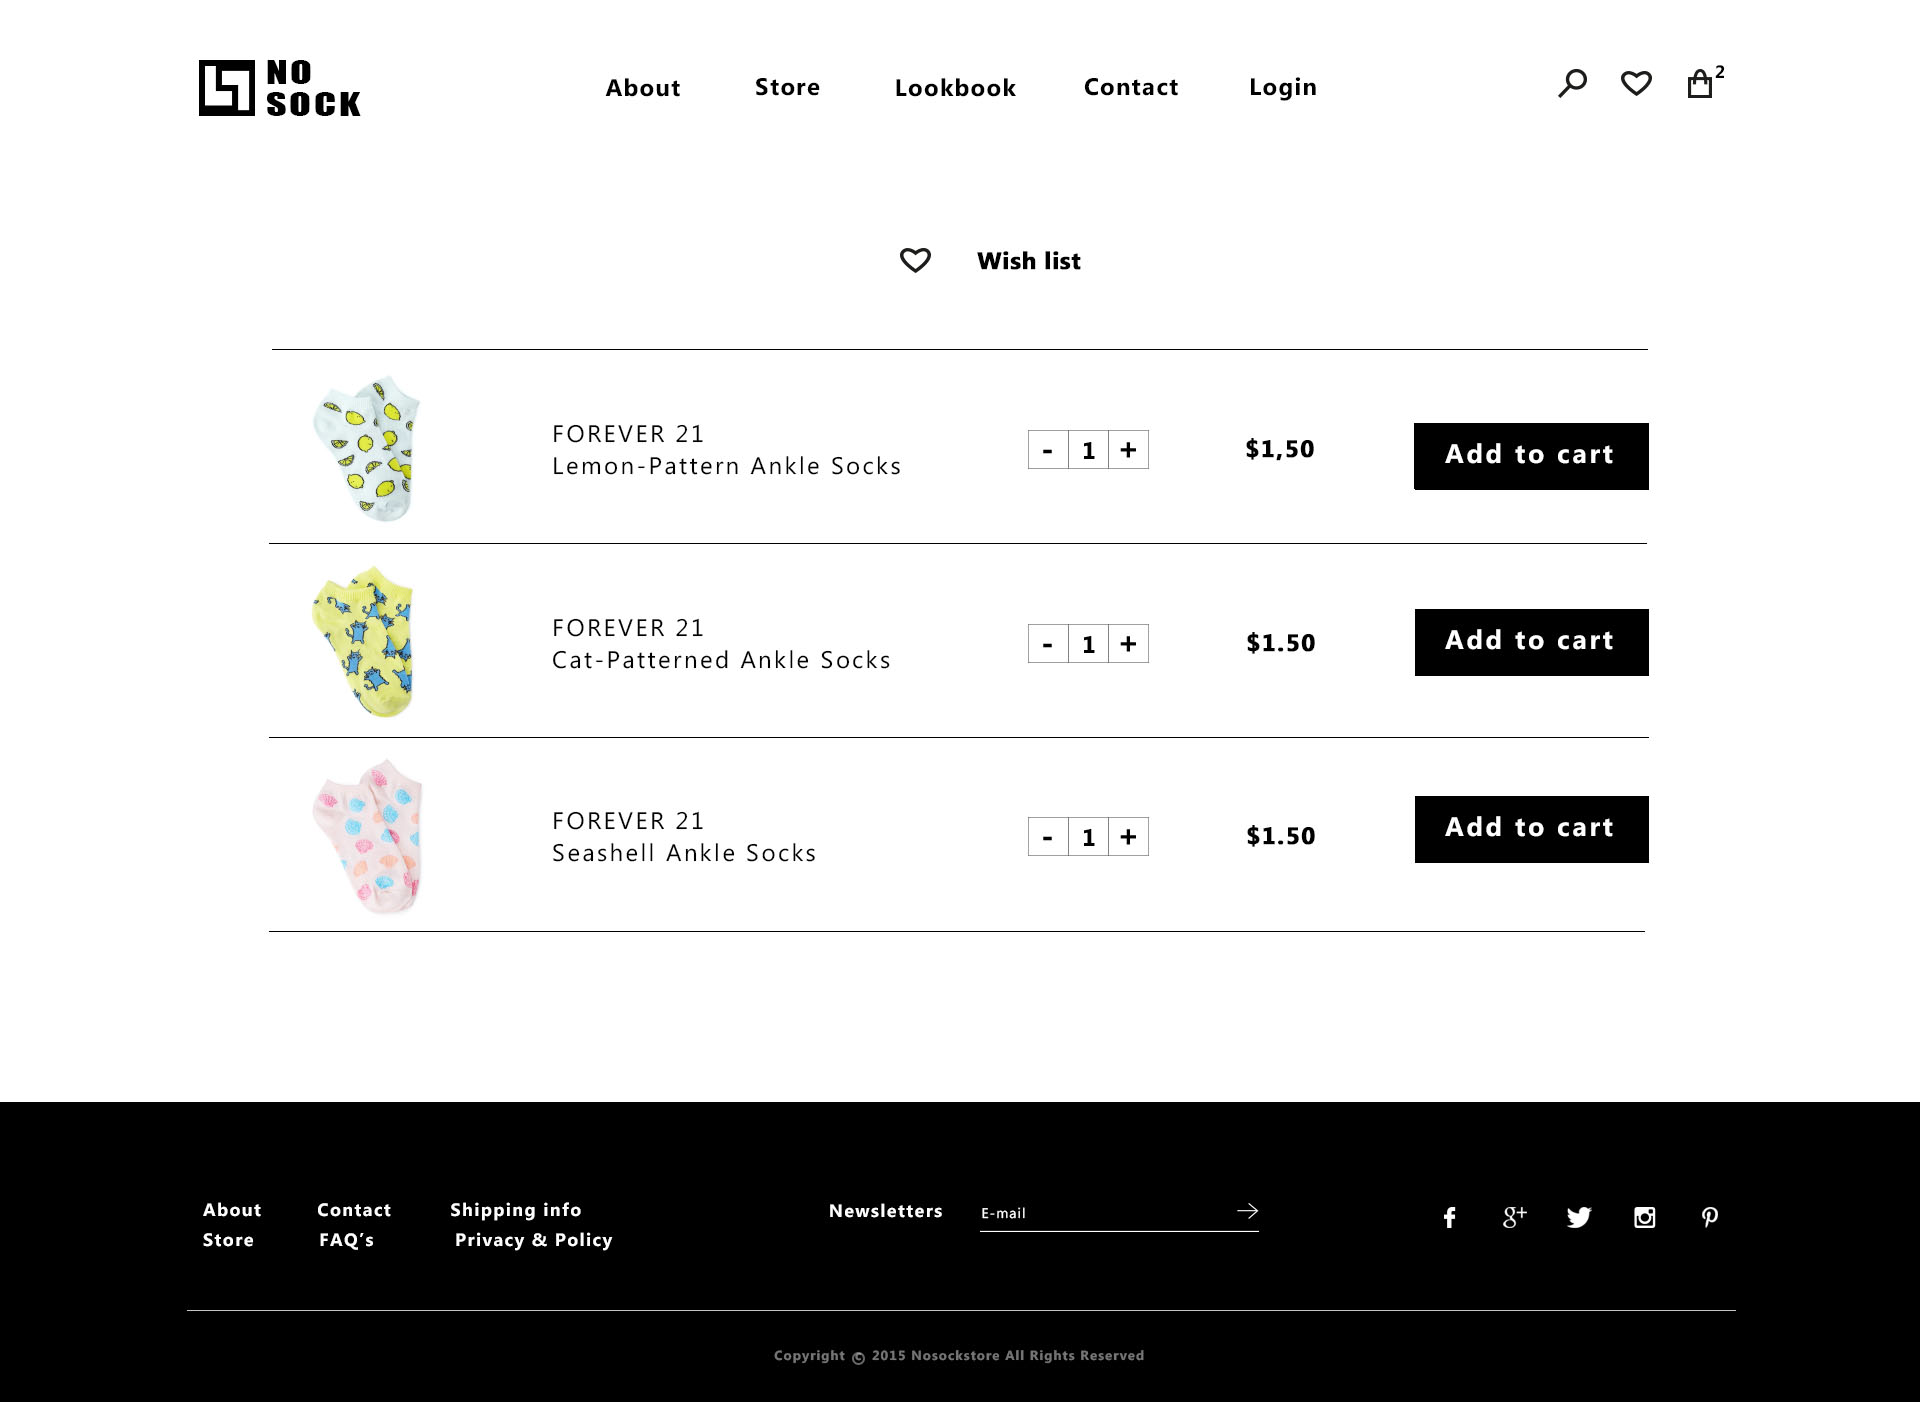 NO
SOCK
About Store Lookbook Contact Login
2
Wish list
FOREVER 21
Lemon-Pattern Ankle Socks
- 1 +
$1,50
Add to cart
FOREVER 21
Cat-Patterned Ankle Socks
- 1 +
$1.50
Add to cart
FOREVER 21
Seashell Ankle Socks
- 1 +
$1.50
Add to cart
About Contact Shipping info
Store FAQ’s Privacy & Policy
Newsletters E-mail
f g+
Copyright © 2015 Nosockstore All Rights Reserved